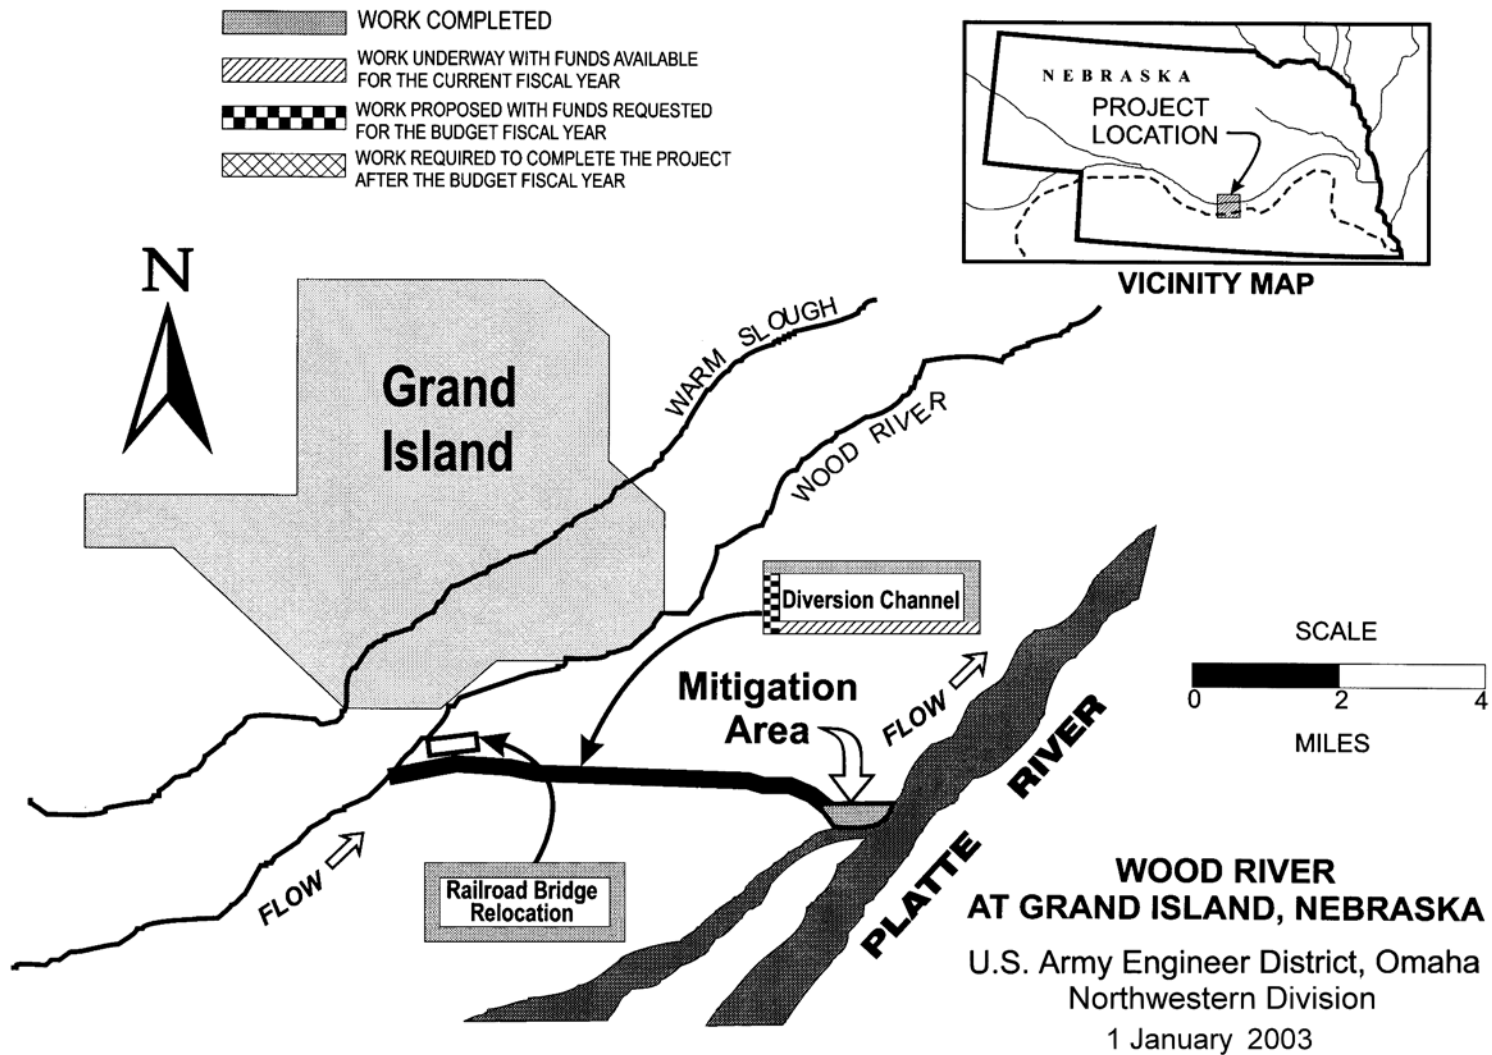 WORK COMPLETED
WORK UNDERWAY WITH FUNDS AVAILABLE
FOR THE CURRENT FISCAL YEAR
WORK PROPOSED WITH FUNDS REQUESTED
FOR THE BUDGET FISCAL YEAR
WORK REQUIRED TO COMPLETE THE PROJECT
AFTER THE BUDGET FISCAL YEAR
NEBRASKA
PROJECT
LOCATION
VICINITY MAP
N
Grand
Island
WARM SLOUGH
WOOD RIVER
Diversion Channel
Mitigation
Area
FLOW
PLATTE RIVER
SCALE
0 2 4
MILES
FLOW
Railroad Bridge
Relocation
WOOD RIVER
AT GRAND ISLAND, NEBRASKA
U.S. Army Engineer District, Omaha
Northwestern Division
1 January 2003